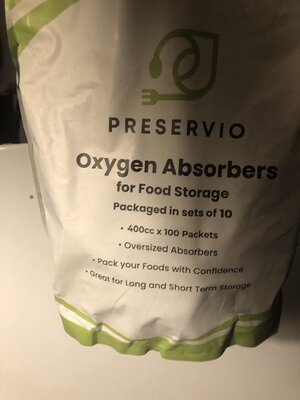 PRESERVIO
Oxygen Absorbers
for Food Storage
Packaged in sets of 10
• 400cc x 100 Packets
• Oversized Absorbers
• Pack your Foods with Confidence
• Great for Long and Short Term Storage